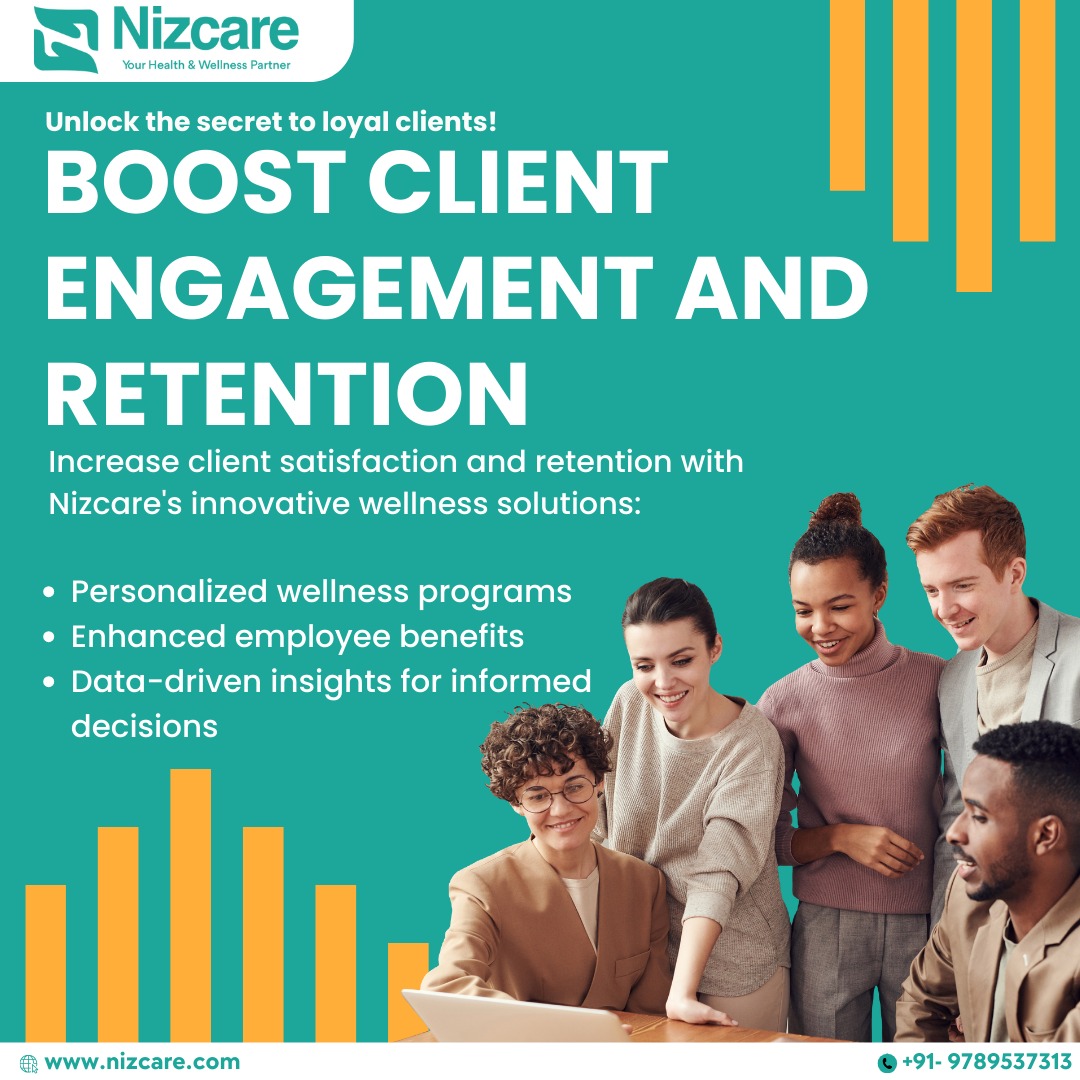 Nizcare
Your Health & Wellness Partner
Unlock the secret to loyal clients!
BOOST CLIENT
ENGAGEMENT AND
RETENTION
Increase client satisfaction and retention with
Nizcare's innovative wellness solutions:
• Personalized wellness programs
• Enhanced employee benefits
• Data-driven insights for informed
decisions
www.nizcare.com
+91- 9789537313